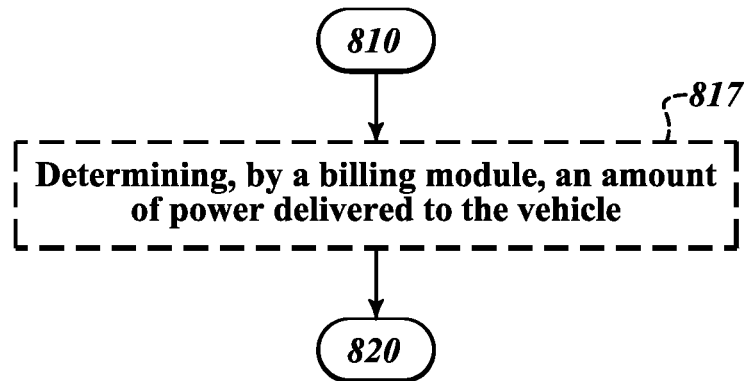 810
817
Determining, by a billing module, an amount
of power delivered to the vehicle
820